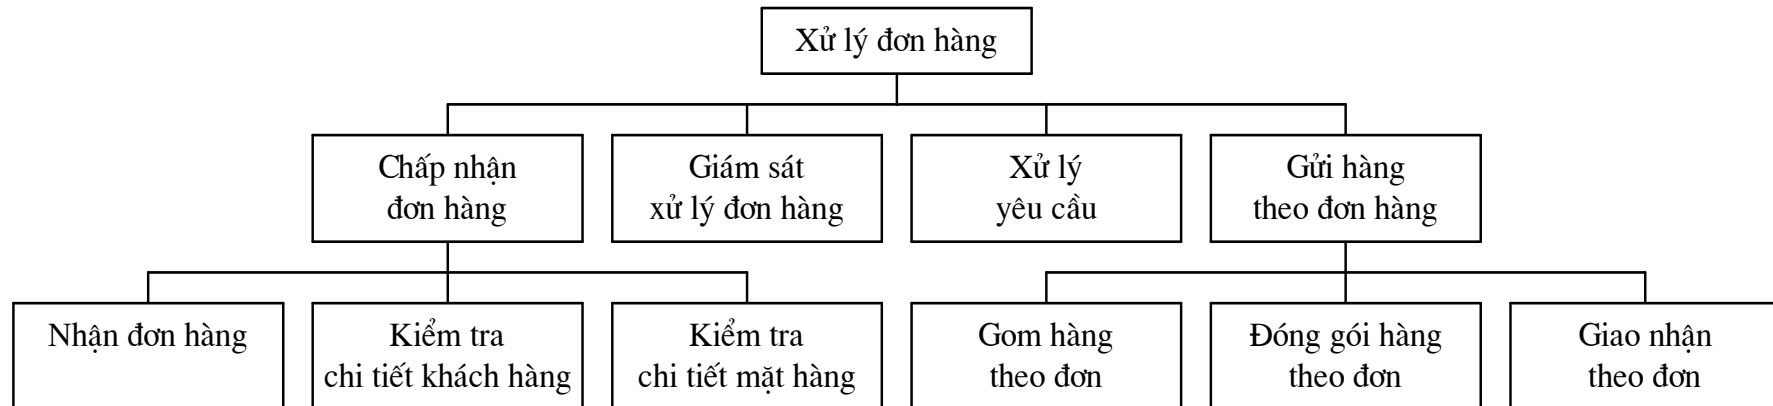 Xử lý đơn hàng
Chấp nhận
đơn hàng
Giám sát
xử lý đơn hàng
Xử lý
yêu cầu
Gửi hàng
theo đơn hàng
Nhận đơn hàng
Kiểm tra
chi tiết khách hàng
Kiểm tra
chi tiết mặt hàng
Gom hàng
theo đơn
Đóng gói hàng
theo đơn
Giao nhận
theo đơn